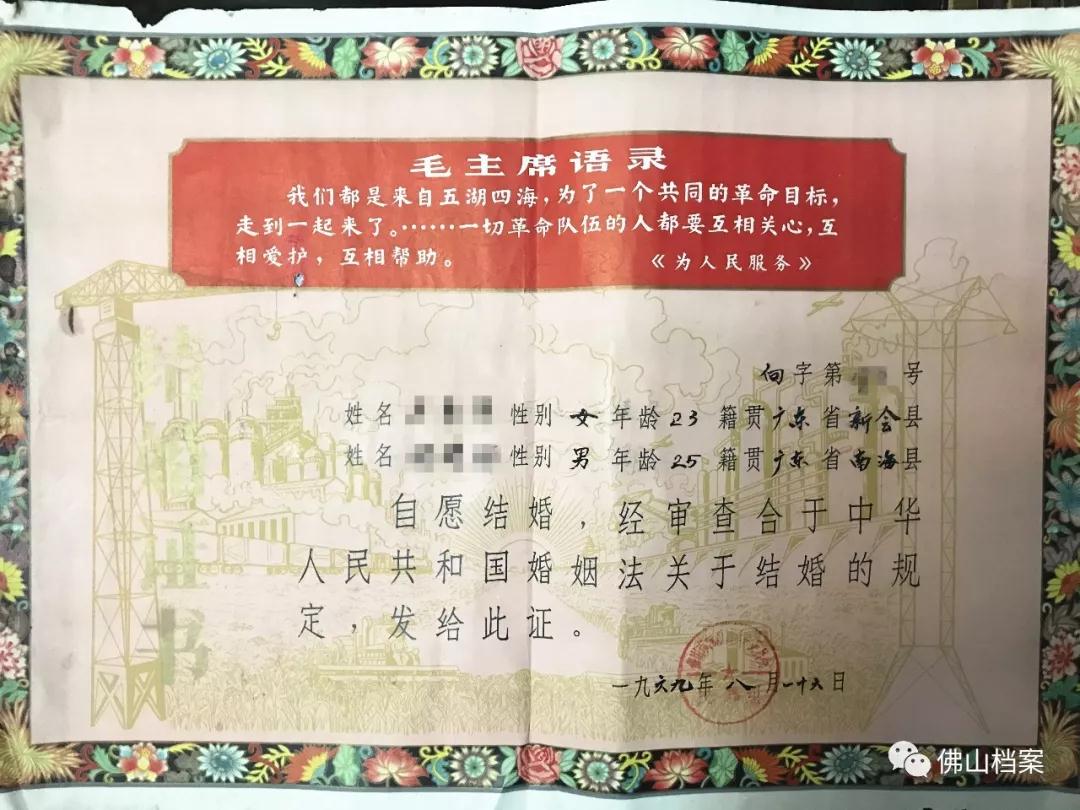 毛主席语录
我们都是来自五湖四海，为了一个共同的革命目标，
走到一起来了。……一切革命队伍的人都要互相关心，互
相爱护，互相帮助。 《为人民服务》
向字第 号
姓名 性别 女 年龄 23 籍贯 广东 省 新会 县
姓名 性别 男 年龄 25 籍贯 广东 省 南海 县
自愿结婚，经审查合于中华
人民共和国婚姻法关于结婚的规
定，发给此证。
一九六九年 八 月 二十六 日
佛山档案